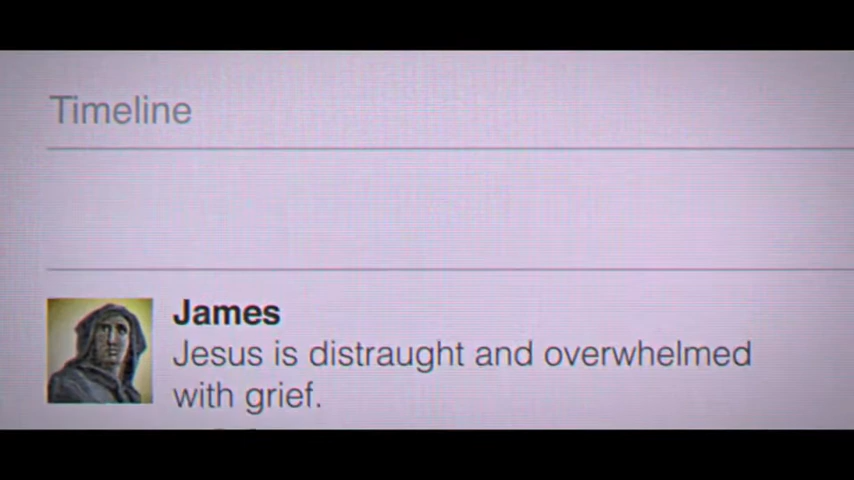 Timeline
James
Jesus is distraught and overwhelmed
with grief.